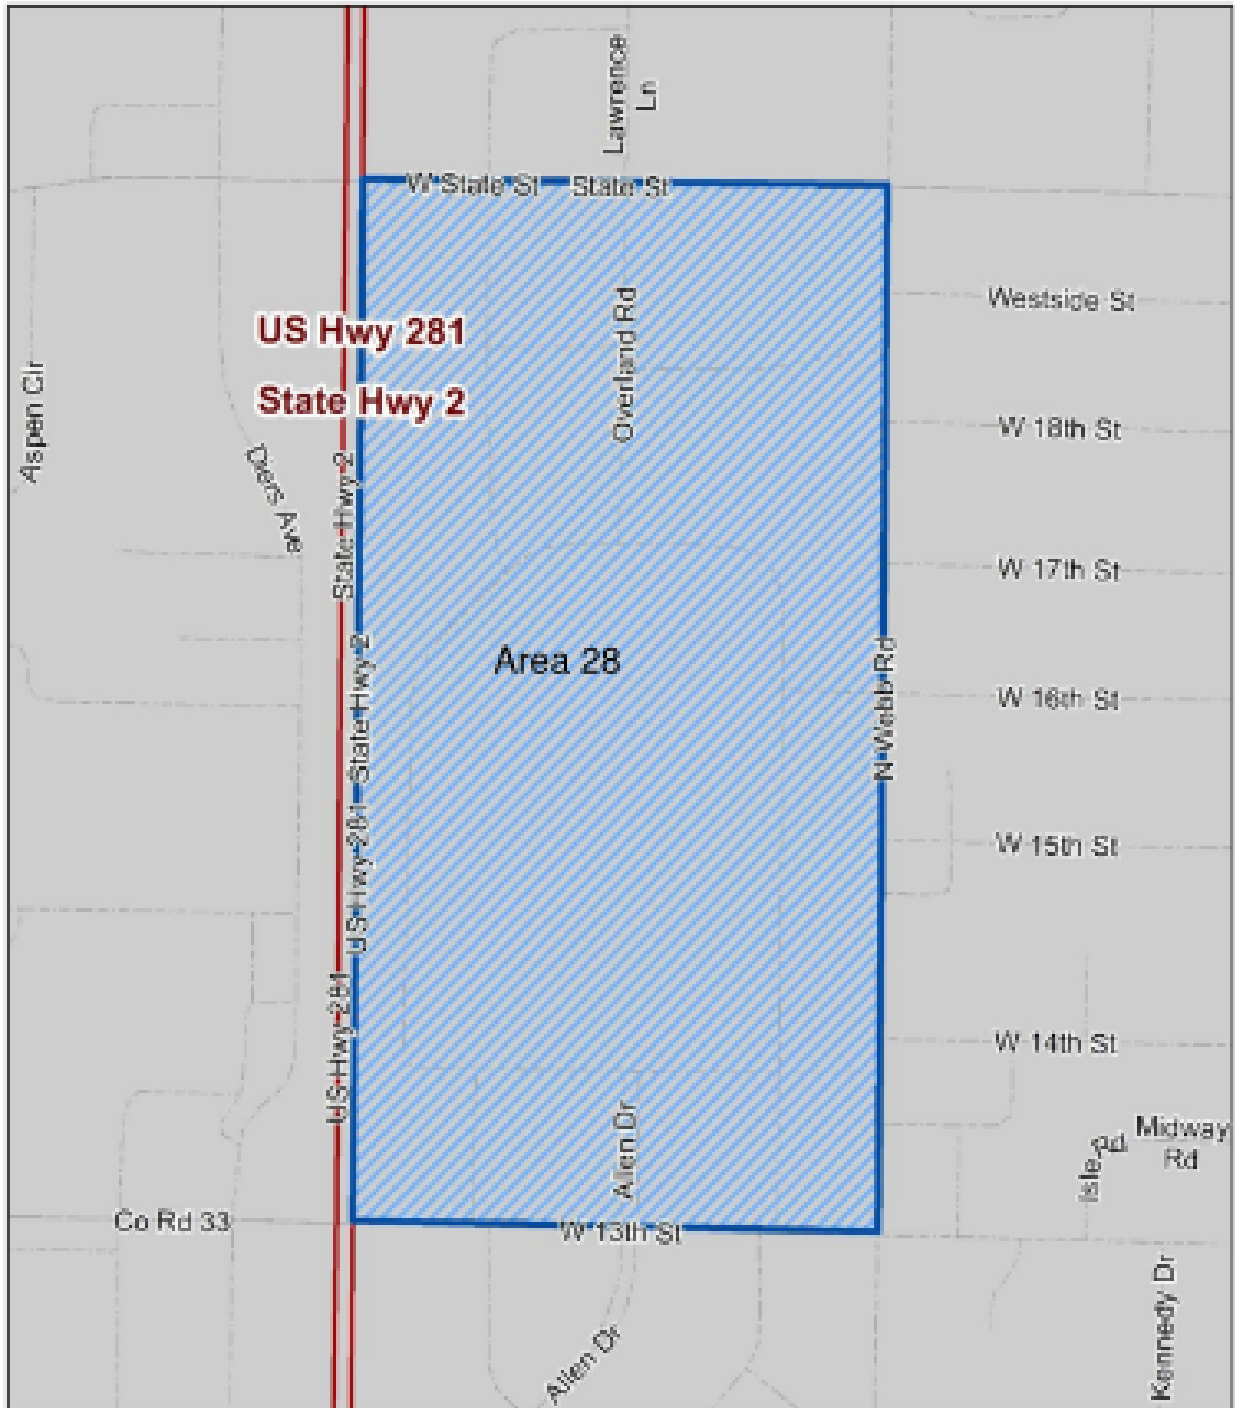 Lawrence
Ln
W State St
State St
Westside St
Overland Rd
US Hwy 281
State Hwy 2
Aspen Cir
W 18th St
Diers Ave
State Hwy 2
W 17th St
Area 28
State Hwy 2
N Webb Rd
W 16th St
US Hwy 281
W 15th St
US Hwy 281
W 14th St
Allen Dr
Midway
Rd
Isle Rd
Co Rd 33
W 13th St
Kennedy Dr
Allen Dr